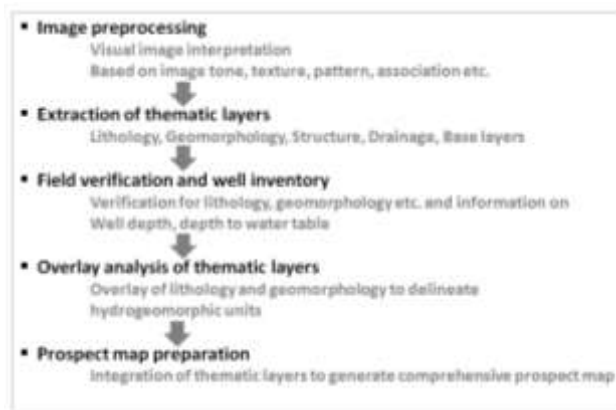 ▪ Image preprocessing
Visual image interpretation
Based on image tone, texture, pattern, association etc.
▪ Extraction of thematic layers
Lithology, Geomorphology, Structure, Drainage, Base layers
▪ Field verification and well inventory
Verification for lithology, geomorphology etc. and information on
Well depth, depth to water table
▪ Overlay analysis of thematic layers
Overlay of lithology and geomorphology to delineate
hydrogeomorphic units
▪ Prospect map preparation
Integration of thematic layers to generate comprehensive prospect map